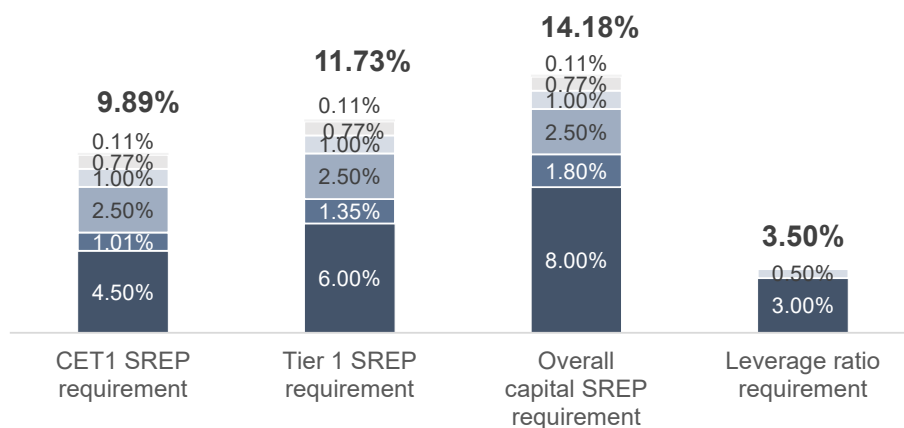 9.89%
0.11%
0.77%
1.00%
2.50%
1.01%
4.50%
CET1 SREP
requirement
11.73%
0.11%
0.77%
1.00%
2.50%
1.35%
6.00%
Tier 1 SREP
requirement
14.18%
0.11%
0.77%
1.00%
2.50%
1.80%
8.00%
Overall
capital SREP
requirement
3.50%
0.50%
3.00%
Leverage ratio
requirement